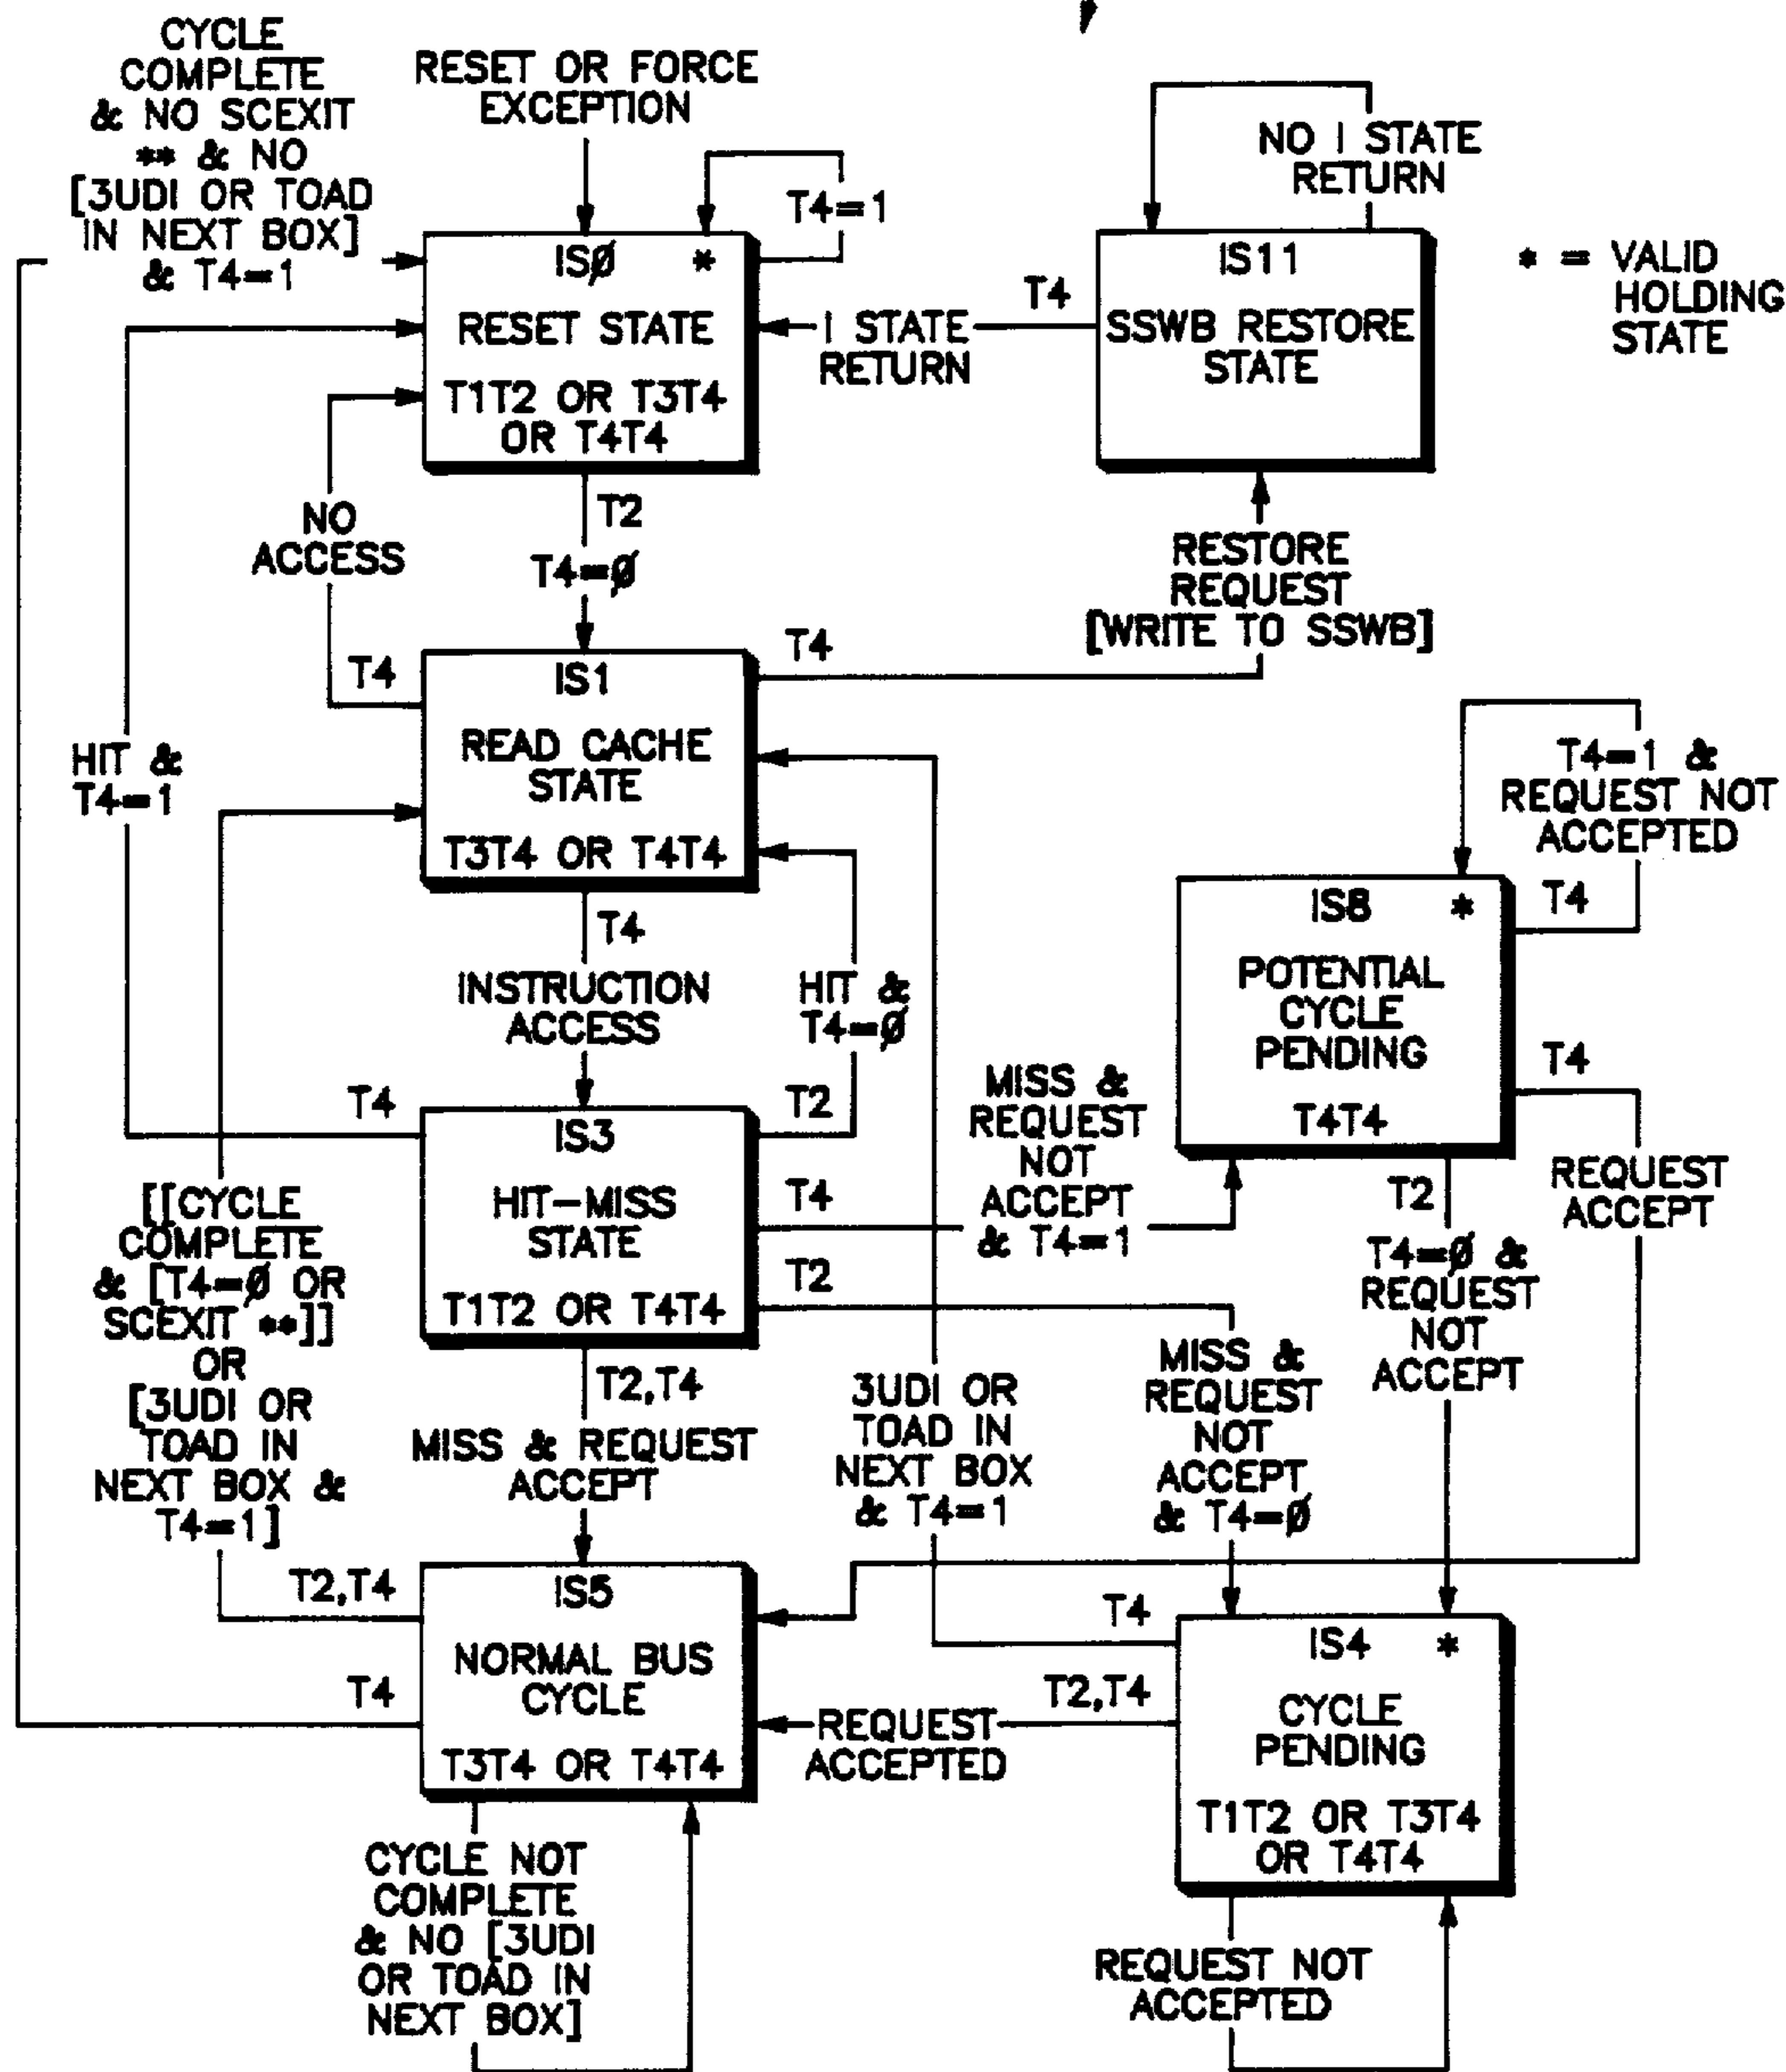 CYCLE
COMPLETE
& NO SCEXIT
** & NO
[3UDI OR TOAD
IN NEXT BOX]
& T4=1
RESET OR FORCE
EXCEPTION
T4=1
NO I STATE
RETURN
* = VALID
HOLDING
STATE
ISØ *
RESET STATE
T1T2 OR T3T4
OR T4T4
I STATE
RETURN
T4
IS11
SSWB RESTORE
STATE
NO
ACCESS
T2
T4=Ø
RESTORE
REQUEST
[WRITE TO SSWB]
T4
T4
IS1
READ CACHE
STATE
T3T4 OR T4T4
HIT &
T4=1
T4=1 &
REQUEST NOT
ACCEPTED
T4
INSTRUCTION
ACCESS
HIT &
T4=Ø
IS8 *
POTENTIAL
CYCLE
PENDING
T4T4
T4
T4
MISS &
REQUEST
NOT
ACCEPT
& T4=1
T4
T2
T4
T2
IS3
HIT-MISS
STATE
T1T2 OR T4T4
T2
T4=Ø &
REQUEST
NOT
ACCEPT
REQUEST
ACCEPT
[[CYCLE
COMPLETE
& [T4=Ø OR
SCEXIT **]]
OR
[3UDI OR
TOAD IN
NEXT BOX &
T4=1]
T2,T4
MISS & REQUEST
ACCEPT
3UDI OR
TOAD IN
NEXT BOX
& T4=1
MISS &
REQUEST
NOT
ACCEPT
& T4=Ø
T2,T4
T4
IS5
NORMAL BUS
CYCLE
T3T4 OR T4T4
T4
T2,T4
REQUEST
ACCEPTED
IS4 *
CYCLE
PENDING
T1T2 OR T3T4
OR T4T4
CYCLE NOT
COMPLETE
& NO [3UDI
OR TOAD IN
NEXT BOX]
REQUEST NOT
ACCEPTED